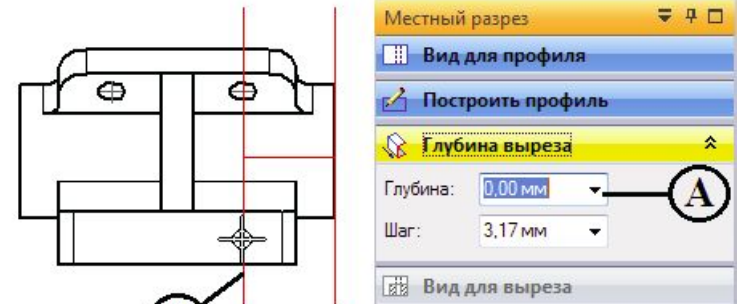 Местный разрез
Вид для профиля
Построить профиль
Глубина выреза
Глубина: 0,00 мм
A
Шаг: 3,17 мм
Вид для выреза